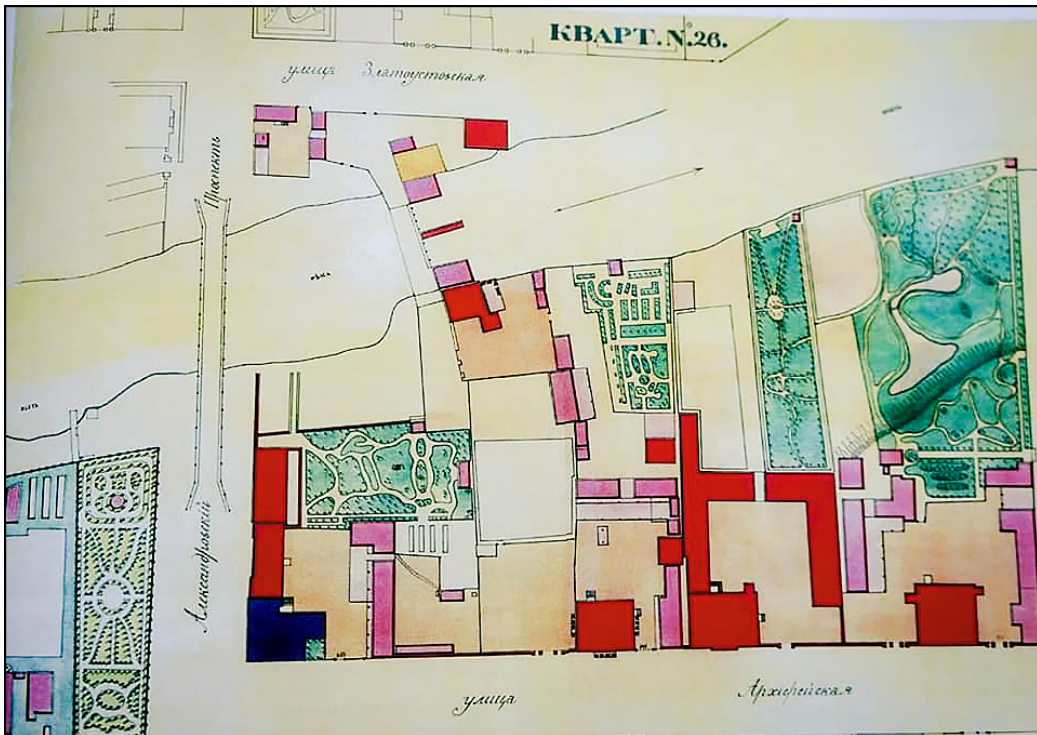 КВАРТ. N.26.
улица Златоустовская
Проспектъ
Александровскій
улица Архіерейская